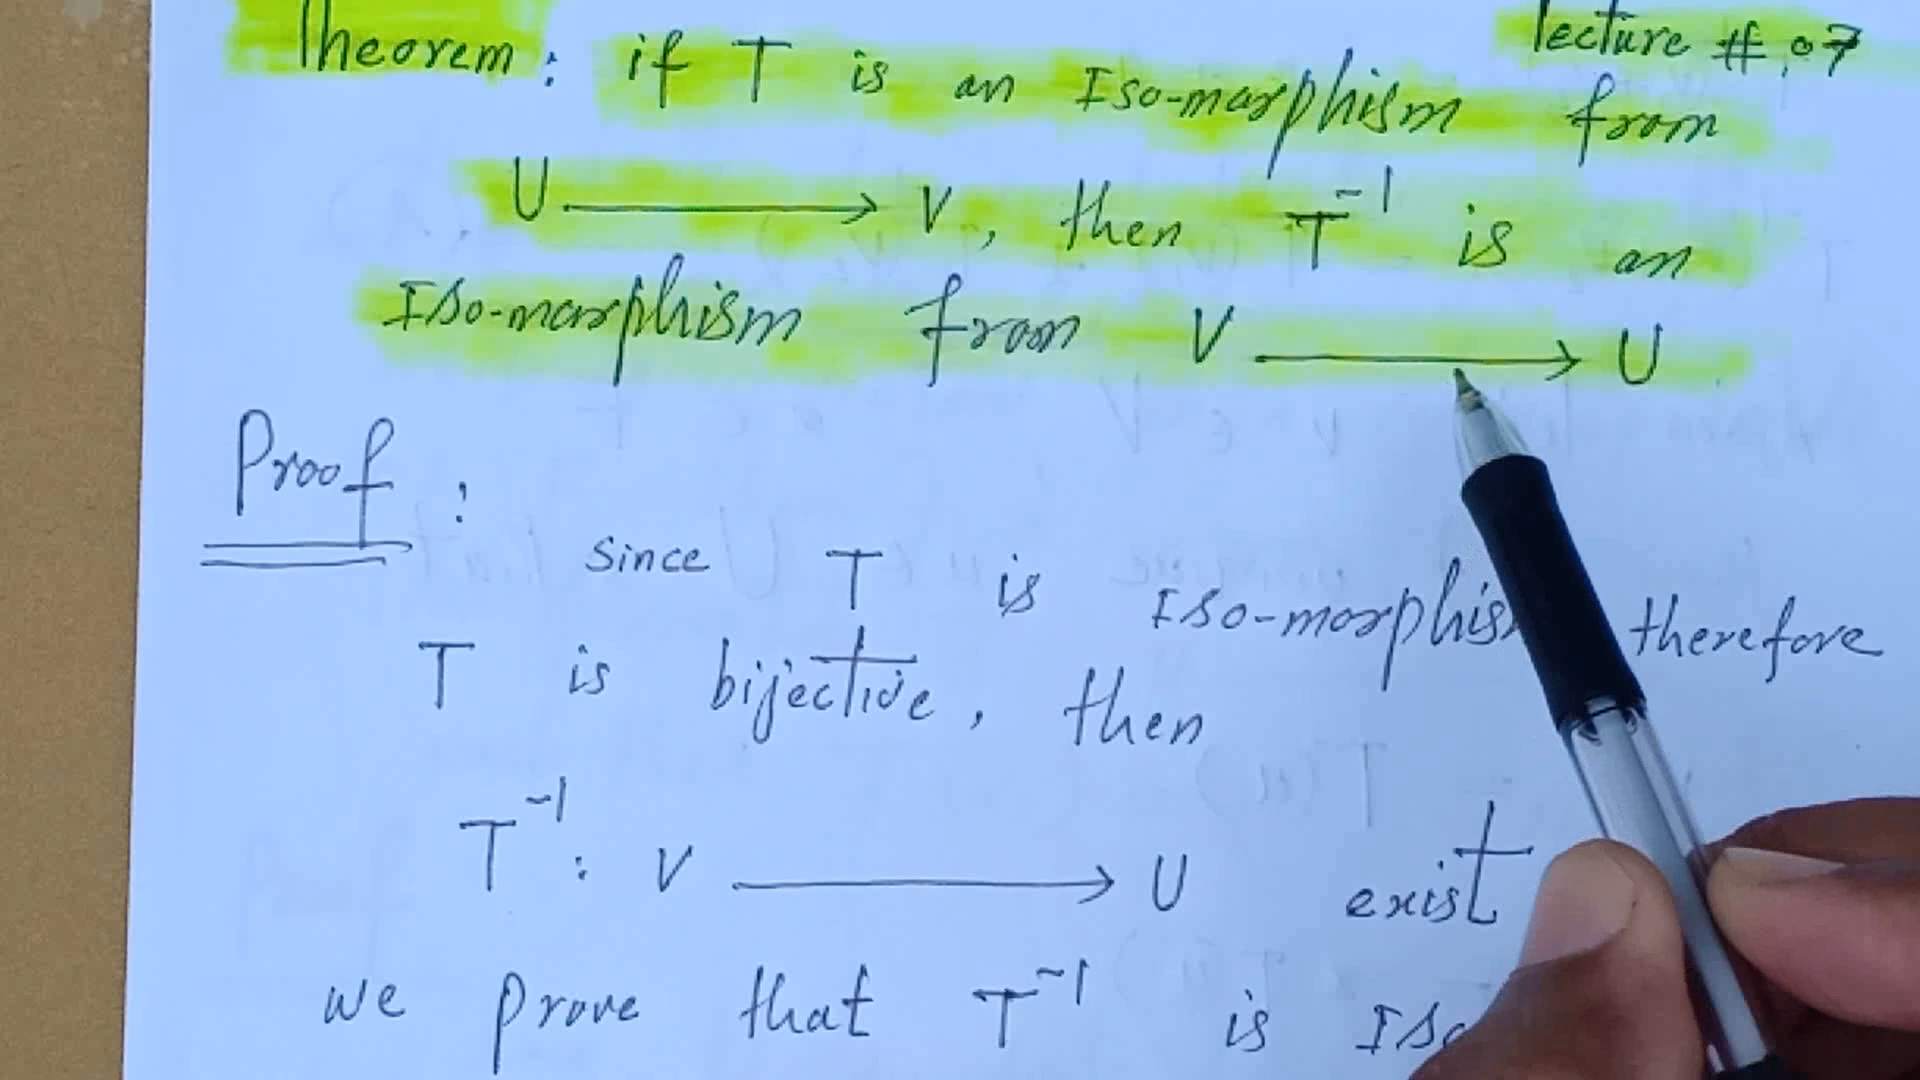 Theorem: if T is an Iso-morphism from
lecture #.07
U → V, then T⁻¹ is an
Iso-morphism from V → U
Proof:
since T is Iso-morphism therefore
T is bijective, then
T⁻¹: V → U exist
we prove that T⁻¹ is